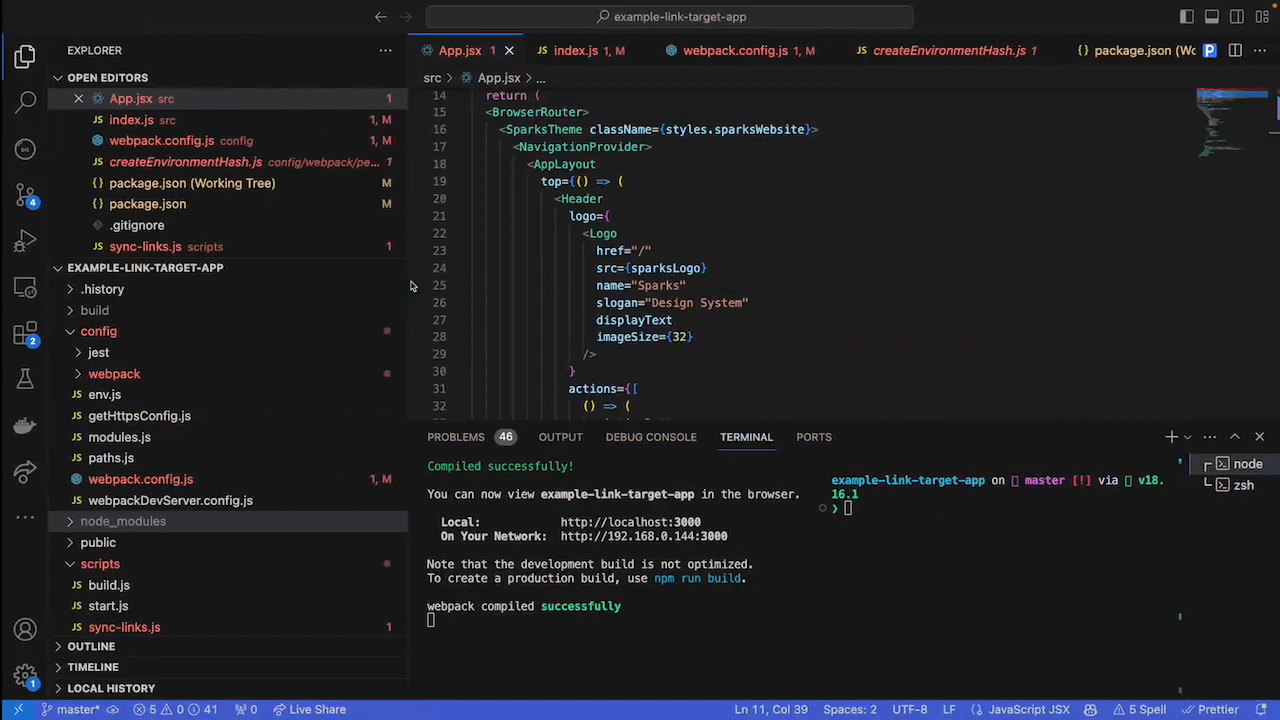 example-link-target-app
EXPLORER
OPEN EDITORS
App.jsx src 1
index.js src 1, M
webpack.config.js config 1, M
createEnvironmentHash.js config/webpack/pe... 1
package.json (Working Tree) M
package.json M
.gitignore
sync-links.js scripts 1
EXAMPLE-LINK-TARGET-APP
.history
build
config
jest
webpack
env.js
getHttpsConfig.js
modules.js
paths.js
webpack.config.js 1, M
webpackDevServer.config.js
node_modules
public
scripts
build.js
start.js
sync-links.js 1
OUTLINE
TIMELINE
LOCAL HISTORY
4
2
1
App.jsx 1 index.js 1, M webpack.config.js 1, M createEnvironmentHash.js 1 package.json (Wo P
src > App.jsx > ...
14 return (
15 <BrowserRouter>
16 <SparksTheme className={styles.sparksWebsite}>
17 <NavigationProvider>
18 <AppLayout
19 top={() => (
20 <Header
21 logo={
22 <Logo
23 href="/"
24 src={sparksLogo}
25 name="Sparks"
26 slogan="Design System"
27 displayText
28 imageSize={32}
29 />
30 }
31 actions={[
32 () => (
PROBLEMS 46 OUTPUT DEBUG CONSOLE TERMINAL PORTS
Compiled successfully!
You can now view example-link-target-app in the browser.
Local: http://localhost:3000
On Your Network: http://192.168.0.144:3000
Note that the development build is not optimized.
To create a production build, use npm run build.
webpack compiled successfully
example-link-target-app on master [!] via v18.
16.1
❯
node
zsh
master* 5 0 41 0 Live Share Ln 11, Col 39 Spaces: 2 UTF-8 LF {} JavaScript JSX 5 Spell Prettier